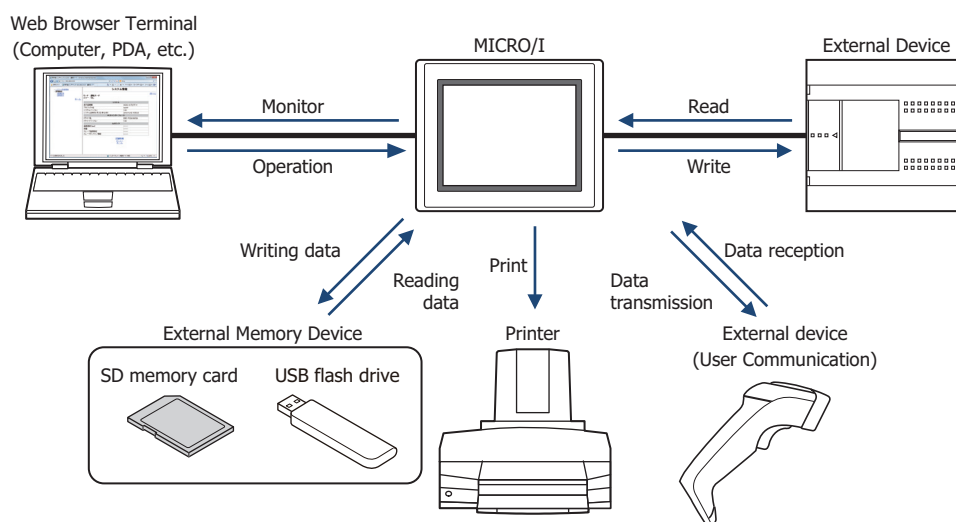 Web Browser Terminal
(Computer, PDA, etc.)
MICRO/I
External Device
Monitor
Operation
Read
Write
Writing data
Reading
data
Print
Data
transmission
Data reception
External Memory Device
SD memory card
USB flash drive
Printer
External device
(User Communication)